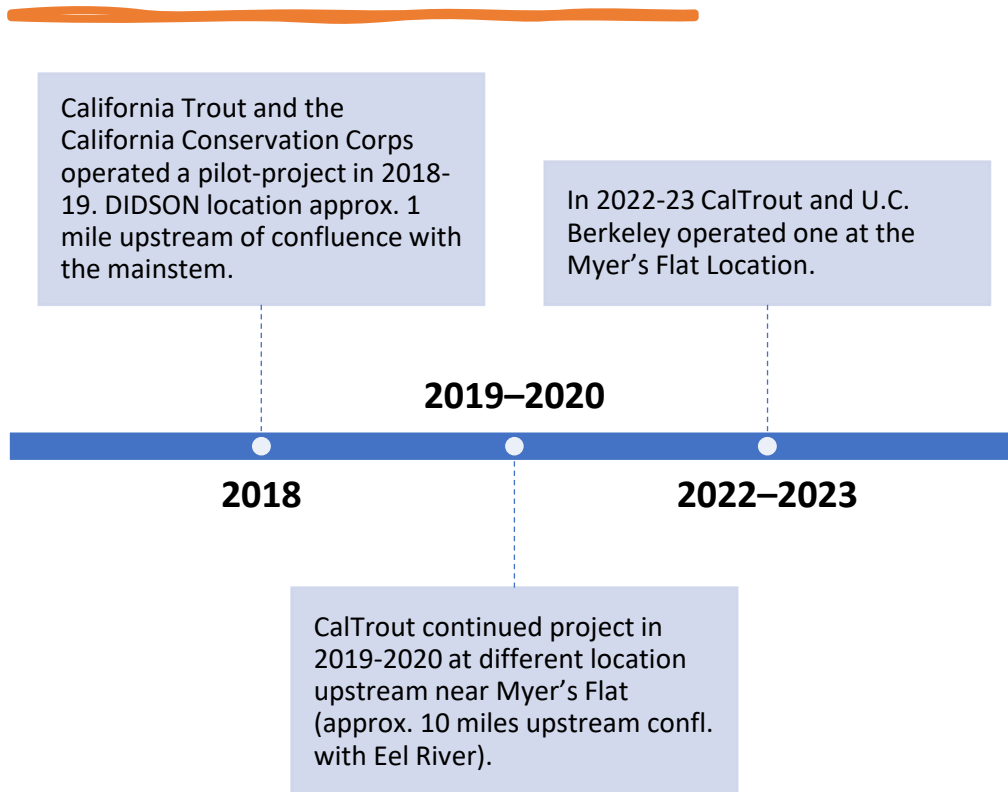 California Trout and the
California Conservation Corps
operated a pilot-project in 2018-
19. DIDSON location approx. 1
mile upstream of confluence with
the mainstem.
In 2022-23 CalTrout and U.C.
Berkeley operated one at the
Myer’s Flat Location.
2019–2020
2018
2022–2023
CalTrout continued project in
2019-2020 at different location
upstream near Myer’s Flat
(approx. 10 miles upstream confl.
with Eel River).